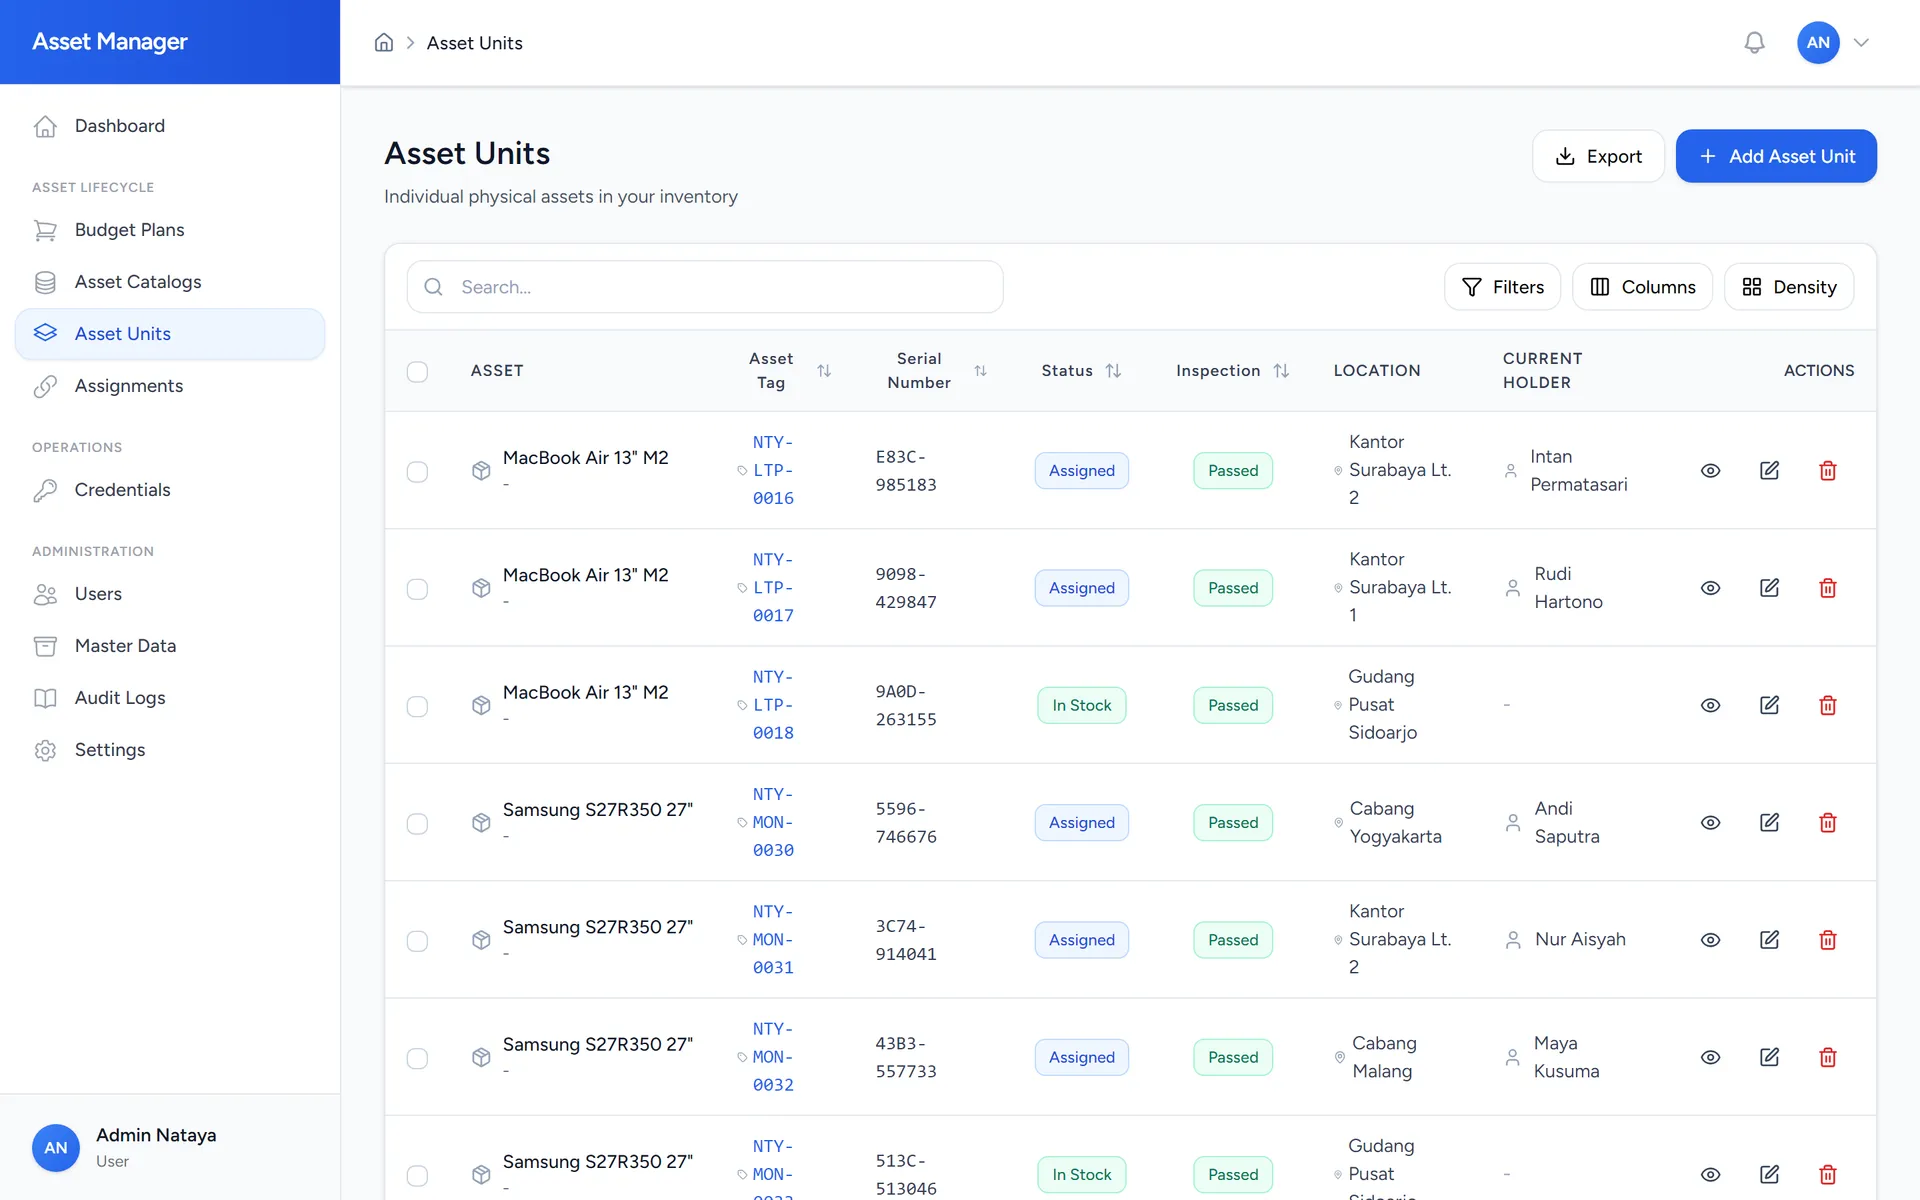 Asset Manager
Asset Units
AN
Dashboard
ASSET LIFECYCLE
Budget Plans
Asset Catalogs
Asset Units
Assignments
OPERATIONS
Credentials
ADMINISTRATION
Users
Master Data
Audit Logs
Settings
AN
Admin Nataya
User
Asset Units
Individual physical assets in your inventory
Export
Add Asset Unit
Search...
Filters
Columns
Density
ASSET
Asset
Tag
Serial
Number
Status
Inspection
LOCATION
CURRENT
HOLDER
ACTIONS
MacBook Air 13" M2
-
NTY-
LTP-
0016
E83C-
985183
Assigned
Passed
Kantor
Surabaya Lt.
2
Intan
Permatasari
MacBook Air 13" M2
-
NTY-
LTP-
0017
9098-
429847
Assigned
Passed
Kantor
Surabaya Lt.
1
Rudi
Hartono
MacBook Air 13" M2
-
NTY-
LTP-
0018
9A0D-
263155
In Stock
Passed
Gudang
Pusat
Sidoarjo
-
Samsung S27R350 27"
-
NTY-
MON-
0030
5596-
746676
Assigned
Passed
Cabang
Yogyakarta
Andi
Saputra
Samsung S27R350 27"
-
NTY-
MON-
0031
3C74-
914041
Assigned
Passed
Kantor
Surabaya Lt.
2
Nur Aisyah
Samsung S27R350 27"
-
NTY-
MON-
0032
43B3-
557733
Assigned
Passed
Cabang
Malang
Maya
Kusuma
Samsung S27R350 27"
-
NTY-
MON-
513C-
513046
In Stock
Passed
Gudang
Pusat
-